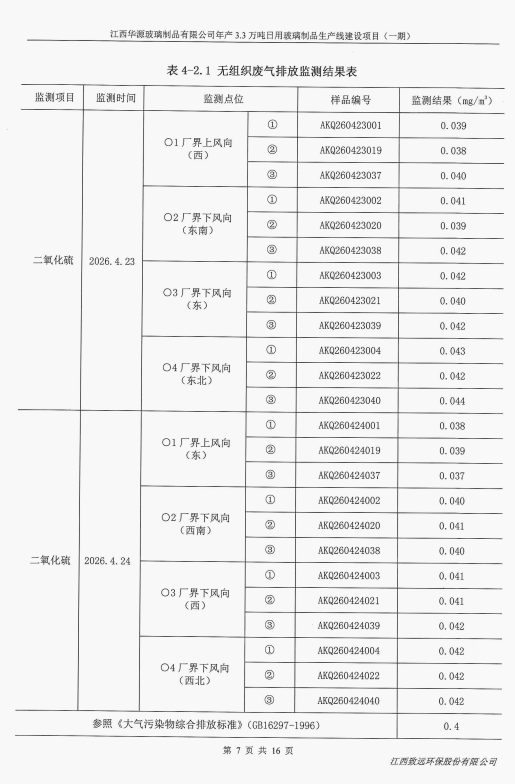 江西华源玻璃制品有限公司年产 3.3 万吨日用玻璃制品生产线建设项目（一期）
表 4-2.1 无组织废气排放监测结果表
监测项目 监测时间 监测点位 样品编号 监测结果（mg/m³）
二氧化硫 2026.4.23
○1 厂界上风向（西）
① AKQ260423001 0.039
② AKQ260423019 0.038
③ AKQ260423037 0.040
○2 厂界下风向（东南）
① AKQ260423002 0.041
② AKQ260423020 0.039
③ AKQ260423038 0.042
○3 厂界下风向（东）
① AKQ260423003 0.042
② AKQ260423021 0.040
③ AKQ260423039 0.042
○4 厂界下风向（东北）
① AKQ260423004 0.043
② AKQ260423022 0.042
③ AKQ260423040 0.044
二氧化硫 2026.4.24
○1 厂界上风向（东）
① AKQ260424001 0.038
② AKQ260424019 0.039
③ AKQ260424037 0.037
○2 厂界下风向（西南）
① AKQ260424002 0.040
② AKQ260424020 0.041
③ AKQ260424038 0.040
○3 厂界下风向（西）
① AKQ260424003 0.041
② AKQ260424021 0.041
③ AKQ260424039 0.042
○4 厂界下风向（西北）
① AKQ260424004 0.042
② AKQ260424022 0.042
③ AKQ260424040 0.042
参照《大气污染物综合排放标准》（GB16297-1996） 0.4
第 7 页 共 16 页
江西致远环保股份有限公司